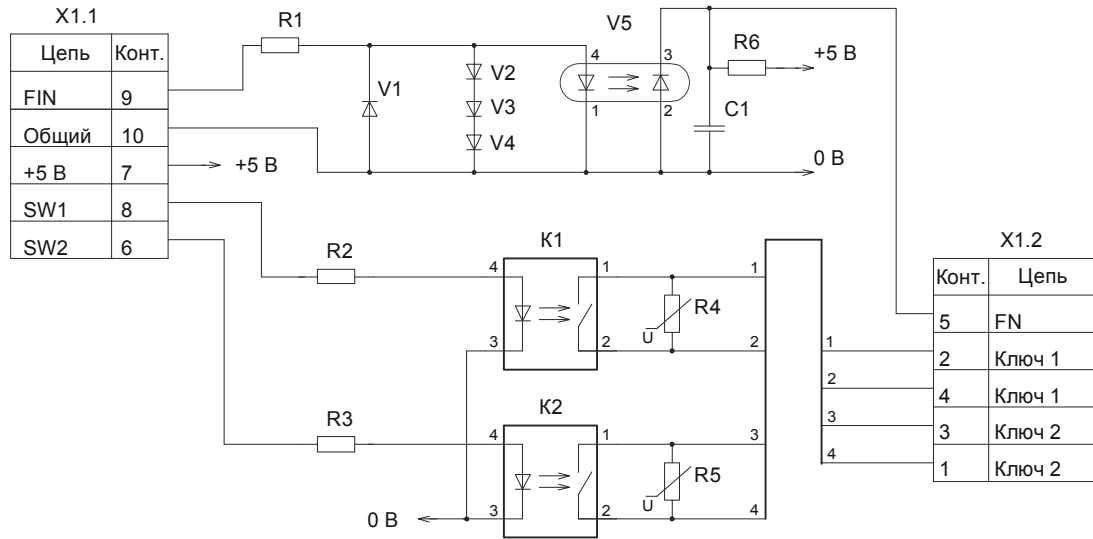 X1.1
Цепь Конт.
FIN 9
Общий 10
+5 В 7
SW1 8
SW2 6
R1
V1
V2
V3
V4
V5
4 3
1 2
R6
+5 В
C1
0 В
+5 В
R2
К1
4 1
3 2
R4
U
1
2
R3
К2
4 1
3 2
R5
U
3
4
0 В
1
2
3
4
X1.2
Конт. Цепь
5 FN
2 Ключ 1
4 Ключ 1
3 Ключ 2
1 Ключ 2